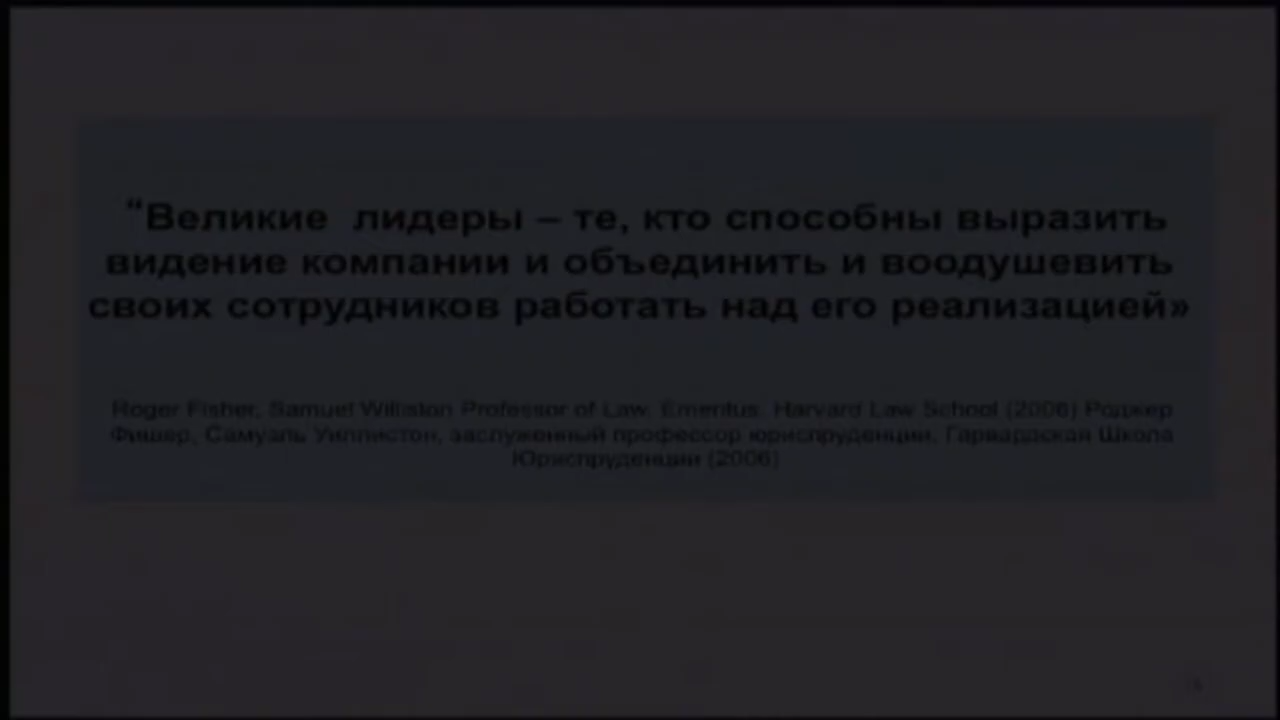 “Великие лидеры – те, кто способны выразить
видение компании и объединить и воодушевить
своих сотрудников работать над его реализацией»
Roger Fisher, Samuel Williston Professor of Law, Emeritus, Harvard Law School (2006) Роджер
Фишер, Самуэль Уиллистон, заслуженный профессор юриспруденции, Гарвардская Школа
Юриспруденции (2006)